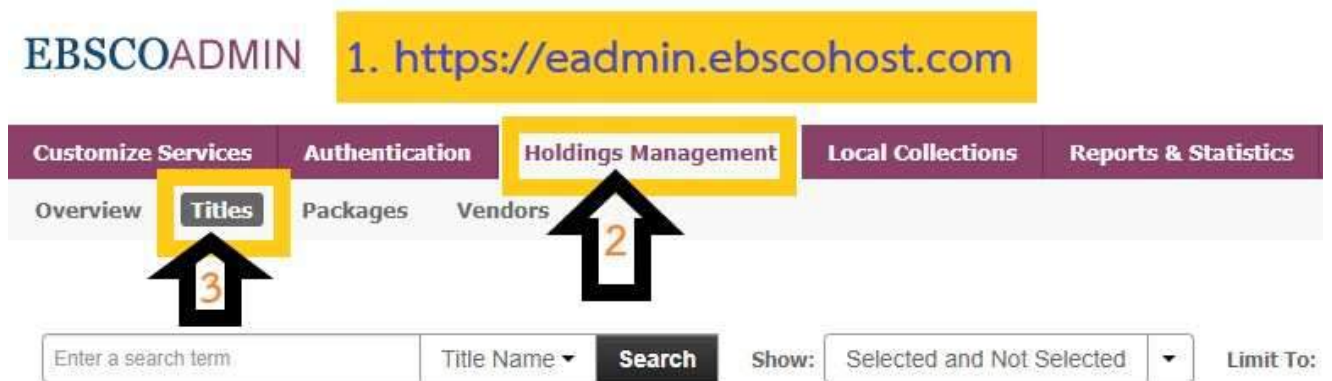 EBSCOADMIN 1. https://eadmin.ebscohost.com
Customize Services Authentication Holdings Management Local Collections Reports & Statistics
Overview Titles Packages Vendors
2
3
Enter a search term Title Name Search Show: Selected and Not Selected Limit To: